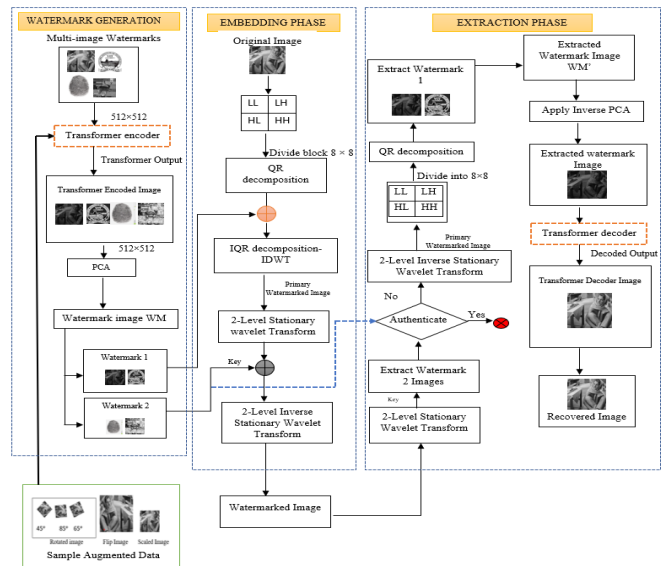 WATERMARK GENERATION
Multi-image Watermarks
512×512
Transformer encoder
Transformer Output
Transformer Encoded Image
512×512
PCA
Watermark image WM
Watermark 1
Watermark 2
45°
85°
65°
Rotated image
Flip Image
Scaled Image
Sample Augmented Data
EMBEDDING PHASE
Original Image
LL LH
HL HH
Divide block 8 × 8
QR
decomposition
IQR decomposition-
IDWT
Primary
Watermarked Image
2-Level Stationary
wavelet Transform
Key
2-Level Inverse
Stationary Wavelet
Transform
Watermarked Image
EXTRACTION PHASE
Extract Watermark
1
QR decomposition
Divide into 8×8
LL LH
HL HH
Primary
Watermarked Image
2-Level Inverse Stationary
Wavelet Transform
No
Authenticate
Yes
Extract Watermark
2 Images
Key
2-Level Stationary
Wavelet Transform
Extracted
Watermark Image
WM’
Apply Inverse PCA
Extracted watermark
Image
Transformer decoder
Decoded Output
Transformer Decoder Image
Recovered Image